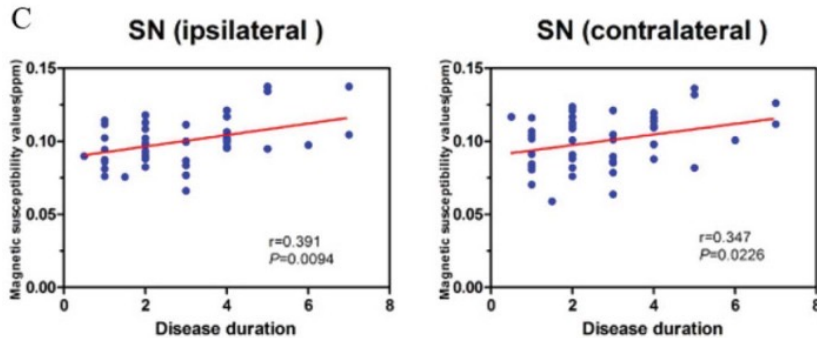 C
SN (ipsilateral )
Magnetic susceptibility values(ppm)
0.15
0.10
0.05
0.00
r=0.391
P=0.0094
0 2 4 6 8
Disease duration
SN (contralateral )
Magnetic susceptibility values(ppm)
0.15
0.10
0.05
0.00
r=0.347
P=0.0226
0 2 4 6 8
Disease duration